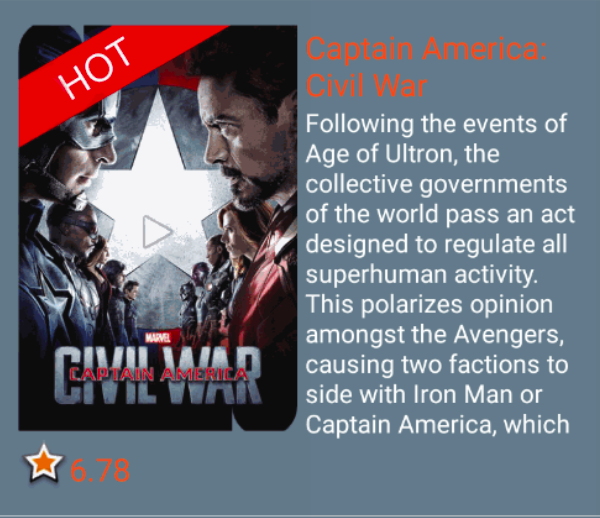 HOT
MARVEL
CIVIL WAR
CAPTAIN AMERICA
6.78
Captain America:
Civil War
Following the events of
Age of Ultron, the
collective governments
of the world pass an act
designed to regulate all
superhuman activity.
This polarizes opinion
amongst the Avengers,
causing two factions to
side with Iron Man or
Captain America, which